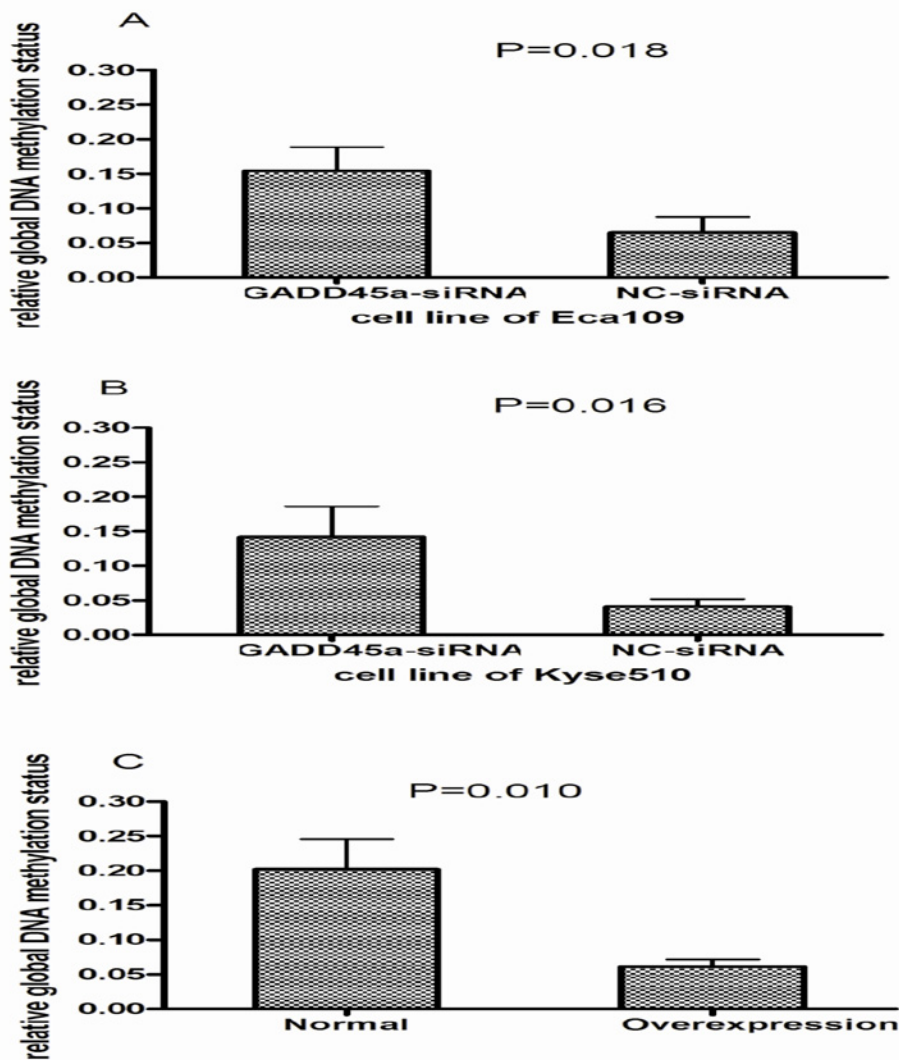 A
P=0.018
relative global DNA methylation status
0.30
0.25
0.20
0.15
0.10
0.05
0.00
GADD45a-siRNA NC-siRNA
cell line of Eca109
B
P=0.016
relative global DNA methylation status
0.30
0.25
0.20
0.15
0.10
0.05
0.00
GADD45a-siRNA NC-siRNA
cell line of Kyse510
C
P=0.010
relative global DNA methylation status
0.30
0.25
0.20
0.15
0.10
0.05
0.00
Normal Overexpression